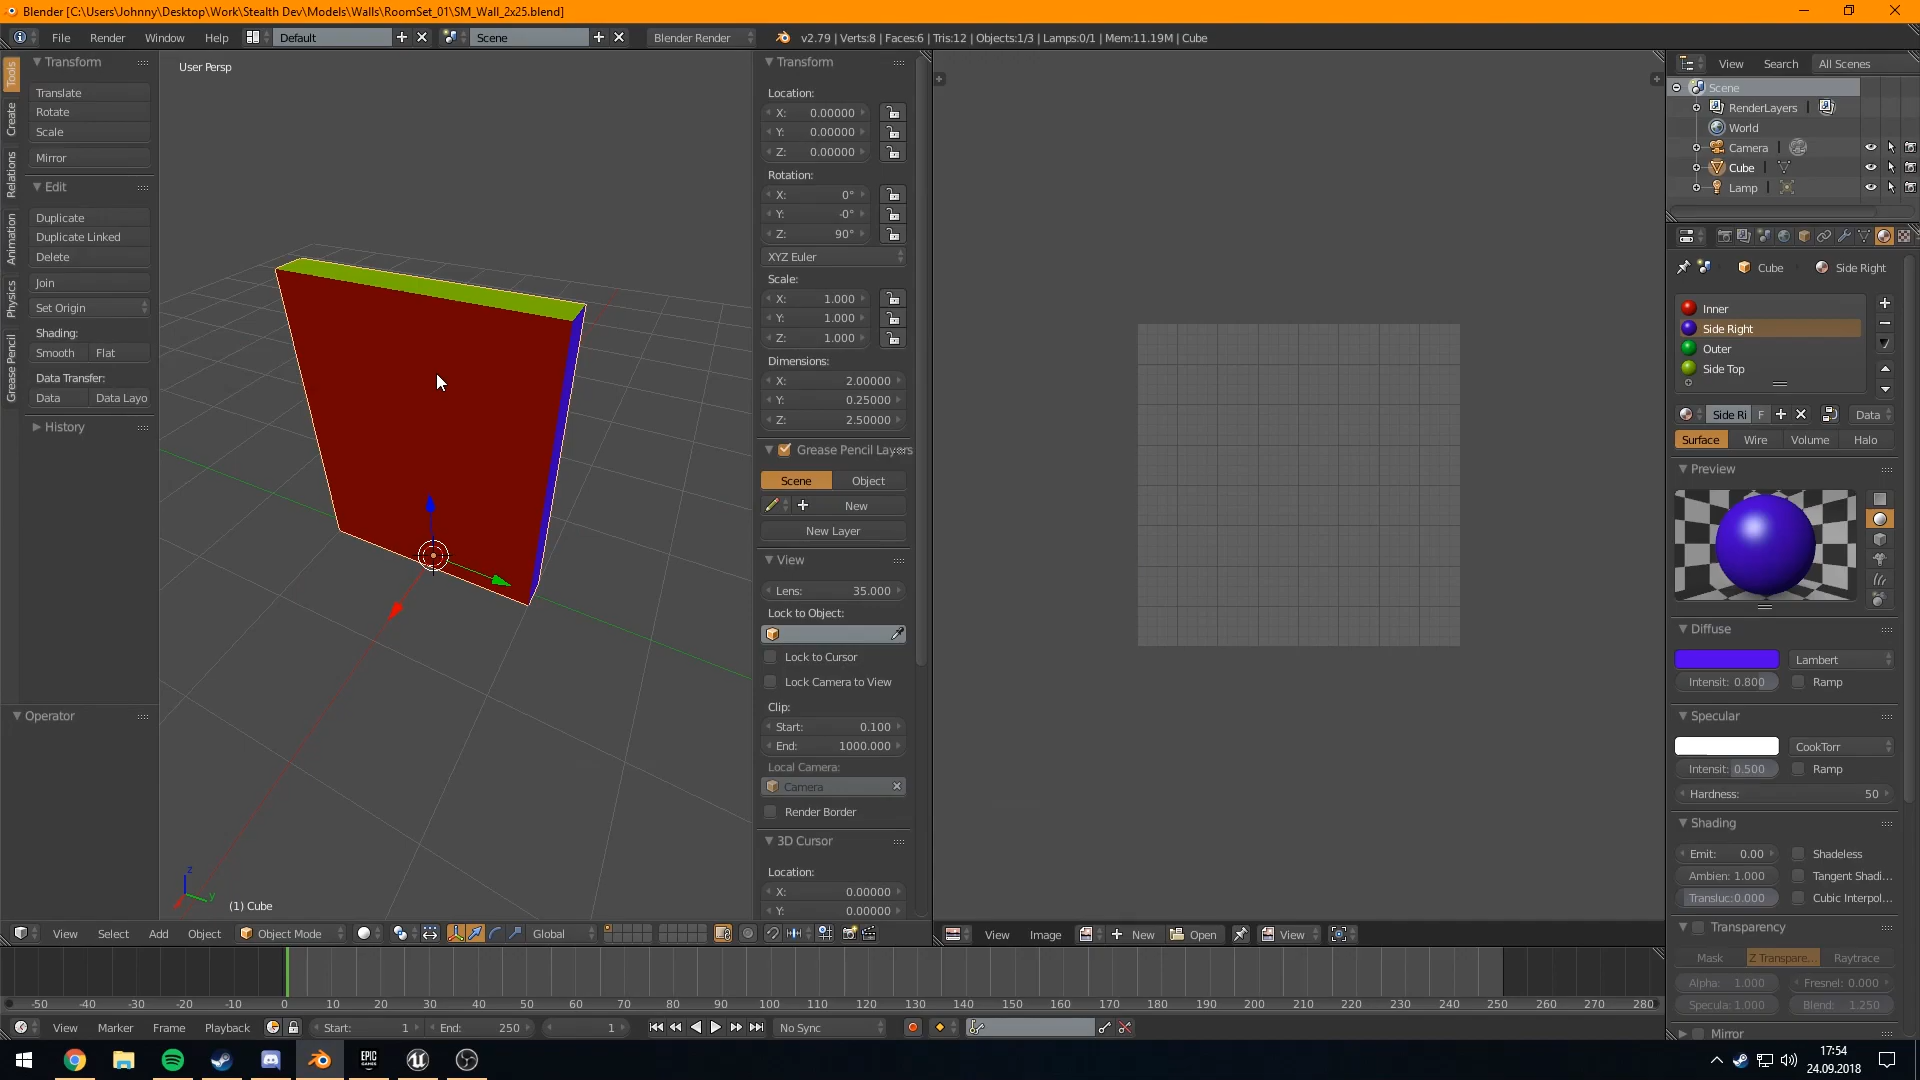 Blender [C:\Users\Johnny\Desktop\Work\Stealth Dev\Models\Walls\RoomSet_01\SM_Wall_2x25.blend]
File Render Window Help Default Scene Blender Render v2.79 | Verts:8 | Faces:6 | Tris:12 | Objects:1/3 | Lamps:0/1 | Mem:11.19M | Cube
Tools
Create
Relations
Animation
Physics
Grease Pencil
Transform
Translate
Rotate
Scale
Mirror
Edit
Duplicate
Duplicate Linked
Delete
Join
Set Origin
Shading:
Smooth Flat
Data Transfer:
Data Data Layo
History
Operator
User Persp
z
y
(1) Cube
Transform
Location:
X: 0.00000
Y: 0.00000
Z: 0.00000
Rotation:
X: 0°
Y: -0°
Z: 90°
XYZ Euler
Scale:
X: 1.000
Y: 1.000
Z: 1.000
Dimensions:
X: 2.00000
Y: 0.25000
Z: 2.50000
Grease Pencil Layers
Scene Object
New
New Layer
View
Lens: 35.000
Lock to Object:
Lock to Cursor
Lock Camera to View
Clip:
Start: 0.100
End: 1000.000
Local Camera:
Camera
Render Border
3D Cursor
Location:
X: 0.00000
Y: 0.00000
View Select Add Object Object Mode Global
View Image New Open View
View Search All Scenes
Scene
RenderLayers
World
Camera
Cube
Lamp
Cube Side Right
Inner
Side Right
Outer
Side Top
Side Ri F Data
Surface Wire Volume Halo
Preview
Diffuse
Lambert
Intensit: 0.800 Ramp
Specular
CookTorr
Intensit: 0.500 Ramp
Hardness: 50
Shading
Emit: 0.00 Shadeless
Ambien: 1.000 Tangent Shadi...
Transluc:0.000 Cubic Interpol...
Transparency
Mask Z Transpare... Raytrace
Alpha: 1.000 Fresnel: 0.000
Specula: 1.000 Blend: 1.250
Mirror
-50 -40 -30 -20 -10 0 10 20 30 40 50 60 70 80 90 100 110 120 130 140 150 160 170 180 190 200 210 220 230 240 250 260 270 280
View Marker Frame Playback Start: 1 End: 250 1 No Sync
EPIC
GAMES
17:54
24.09.2018